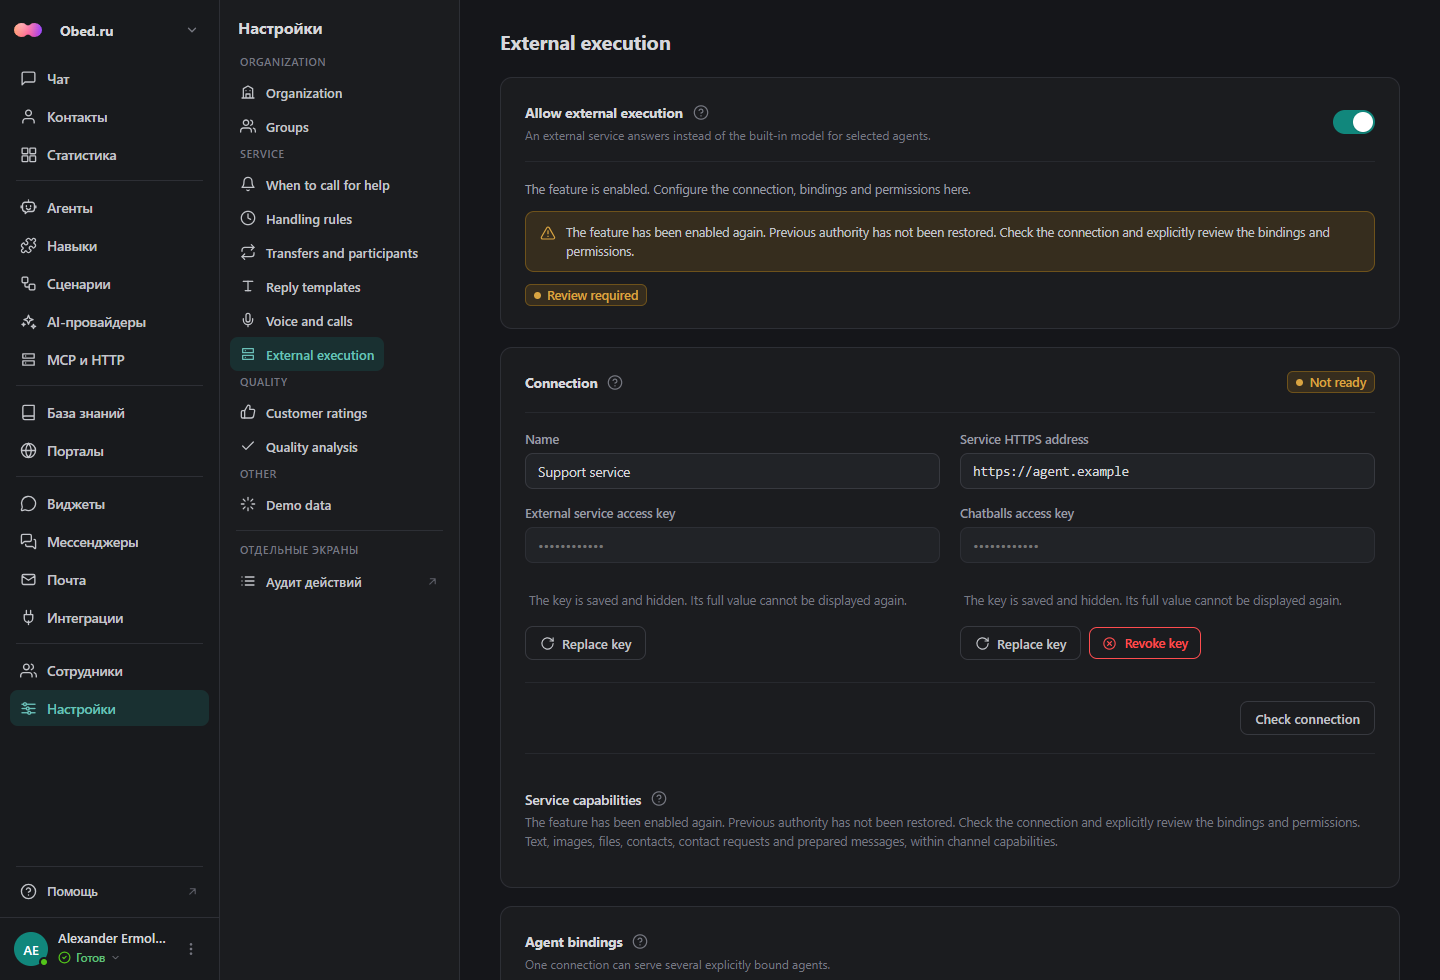 Obed.ru
Чат
Контакты
Статистика
Агенты
Навыки
Сценарии
AI-провайдеры
MCP и HTTP
База знаний
Порталы
Виджеты
Мессенджеры
Почта
Интеграции
Сотрудники
Настройки
Помощь
AE
Alexander Ermol...
Готов
Настройки
ORGANIZATION
Organization
Groups
SERVICE
When to call for help
Handling rules
Transfers and participants
Reply templates
Voice and calls
External execution
QUALITY
Customer ratings
Quality analysis
OTHER
Demo data
ОТДЕЛЬНЫЕ ЭКРАНЫ
Аудит действий
External execution
Allow external execution
An external service answers instead of the built-in model for selected agents.
The feature is enabled. Configure the connection, bindings and permissions here.
The feature has been enabled again. Previous authority has not been restored. Check the connection and explicitly review the bindings and
permissions.
Review required
Connection
Not ready
Name
Service HTTPS address
Support service
https://agent.example
External service access key
Chatballs access key
••••••••••••
••••••••••••
The key is saved and hidden. Its full value cannot be displayed again.
The key is saved and hidden. Its full value cannot be displayed again.
Replace key
Replace key
Revoke key
Check connection
Service capabilities
The feature has been enabled again. Previous authority has not been restored. Check the connection and explicitly review the bindings and permissions.
Text, images, files, contacts, contact requests and prepared messages, within channel capabilities.
Agent bindings
One connection can serve several explicitly bound agents.